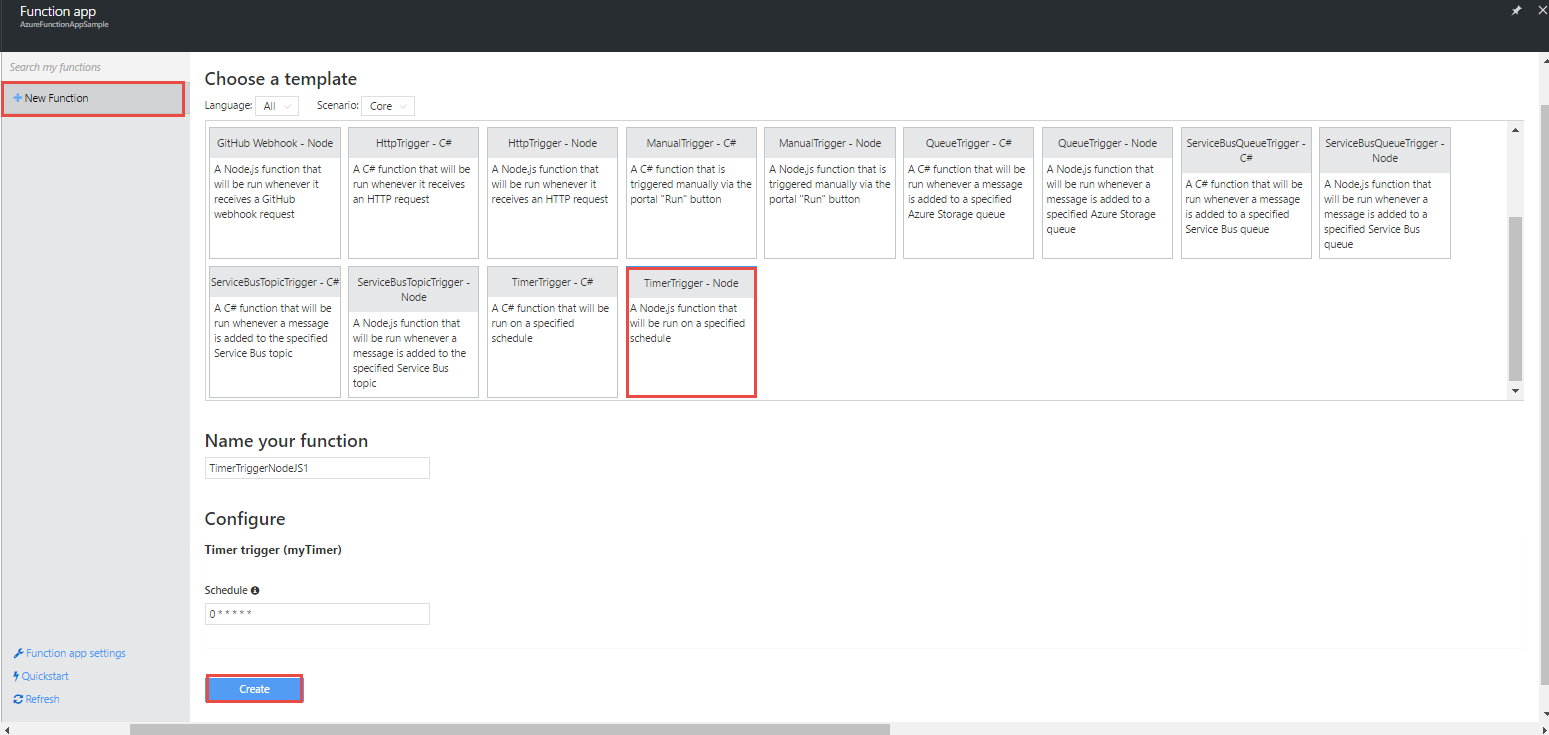 Function app
AzureFunctionAppSample
Search my functions
New Function
Choose a template
Language: All Scenario: Core
GitHub Webhook - Node
A Node.js function that
will be run whenever it
receives a GitHub
webhook request
HttpTrigger - C#
A C# function that will be
run whenever it receives
an HTTP request
HttpTrigger - Node
A Node.js function that
will be run whenever it
receives an HTTP request
ManualTrigger - C#
A C# function that is
triggered manually via the
portal "Run" button
ManualTrigger - Node
A Node.js function that is
triggered manually via the
portal "Run" button
QueueTrigger - C#
A C# function that will be
run whenever a message
is added to a specified
Azure Storage queue
QueueTrigger - Node
A Node.js function that
will be run whenever a
message is added to a
specified Azure Storage
queue
ServiceBusQueueTrigger -
C#
A C# function that will be
run whenever a message
is added to a specified
Service Bus queue
ServiceBusQueueTrigger -
Node
A Node.js function that
will be run whenever a
message is added to a
specified Service Bus
queue
ServiceBusTopicTrigger - C#
A C# function that will be
run whenever a message
is added to the specified
Service Bus topic
ServiceBusTopicTrigger -
Node
A Node.js function that
will be run whenever a
message is added to the
specified Service Bus
topic
TimerTrigger - C#
A C# function that will be
run on a specified
schedule
TimerTrigger - Node
A Node.js function that
will be run on a specified
schedule
Name your function
TimerTriggerNodeJS1
Configure
Timer trigger (myTimer)
Schedule
0 * * * * *
Function app settings
Quickstart
Refresh
Create